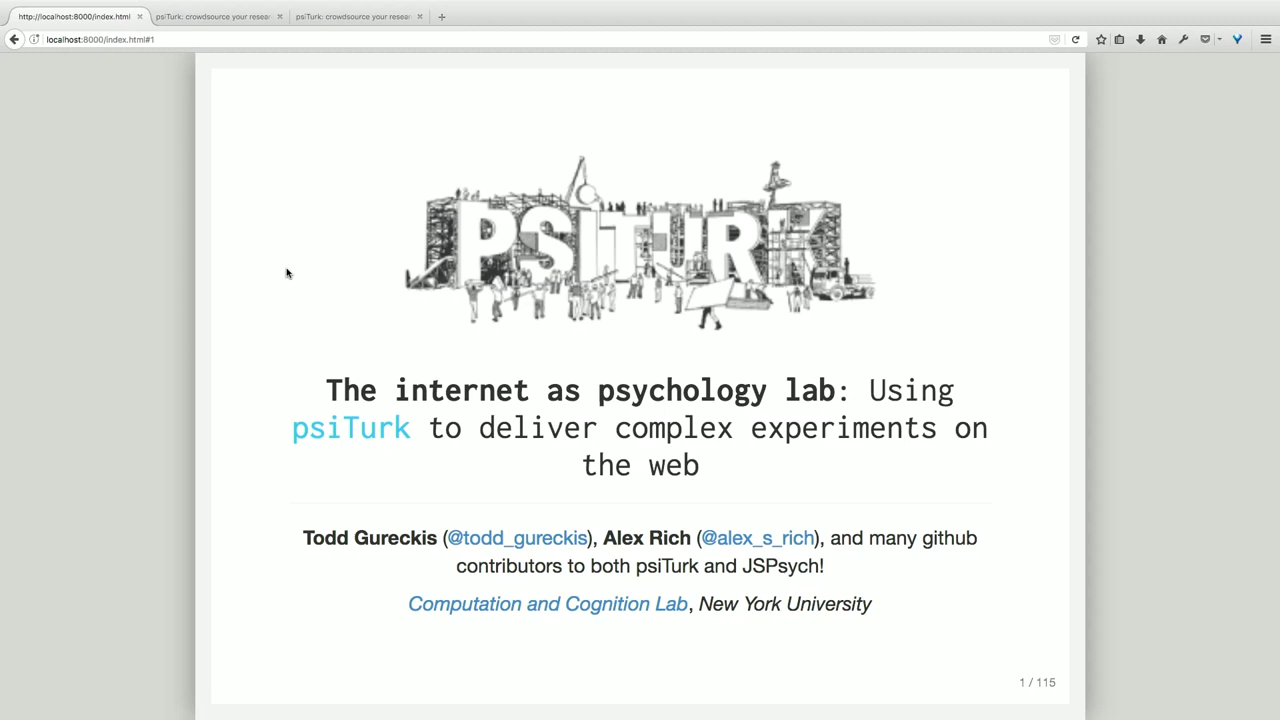 http://localhost:8000/index.html
psiTurk: crowdsource your resear
psiTurk: crowdsource your resear
localhost:8000/index.html#1
PSiTURK
The internet as psychology lab: Using
psiTurk to deliver complex experiments on
the web
Todd Gureckis (@todd_gureckis), Alex Rich (@alex_s_rich), and many github
contributors to both psiTurk and JSPsych!
Computation and Cognition Lab, New York University
1 / 115